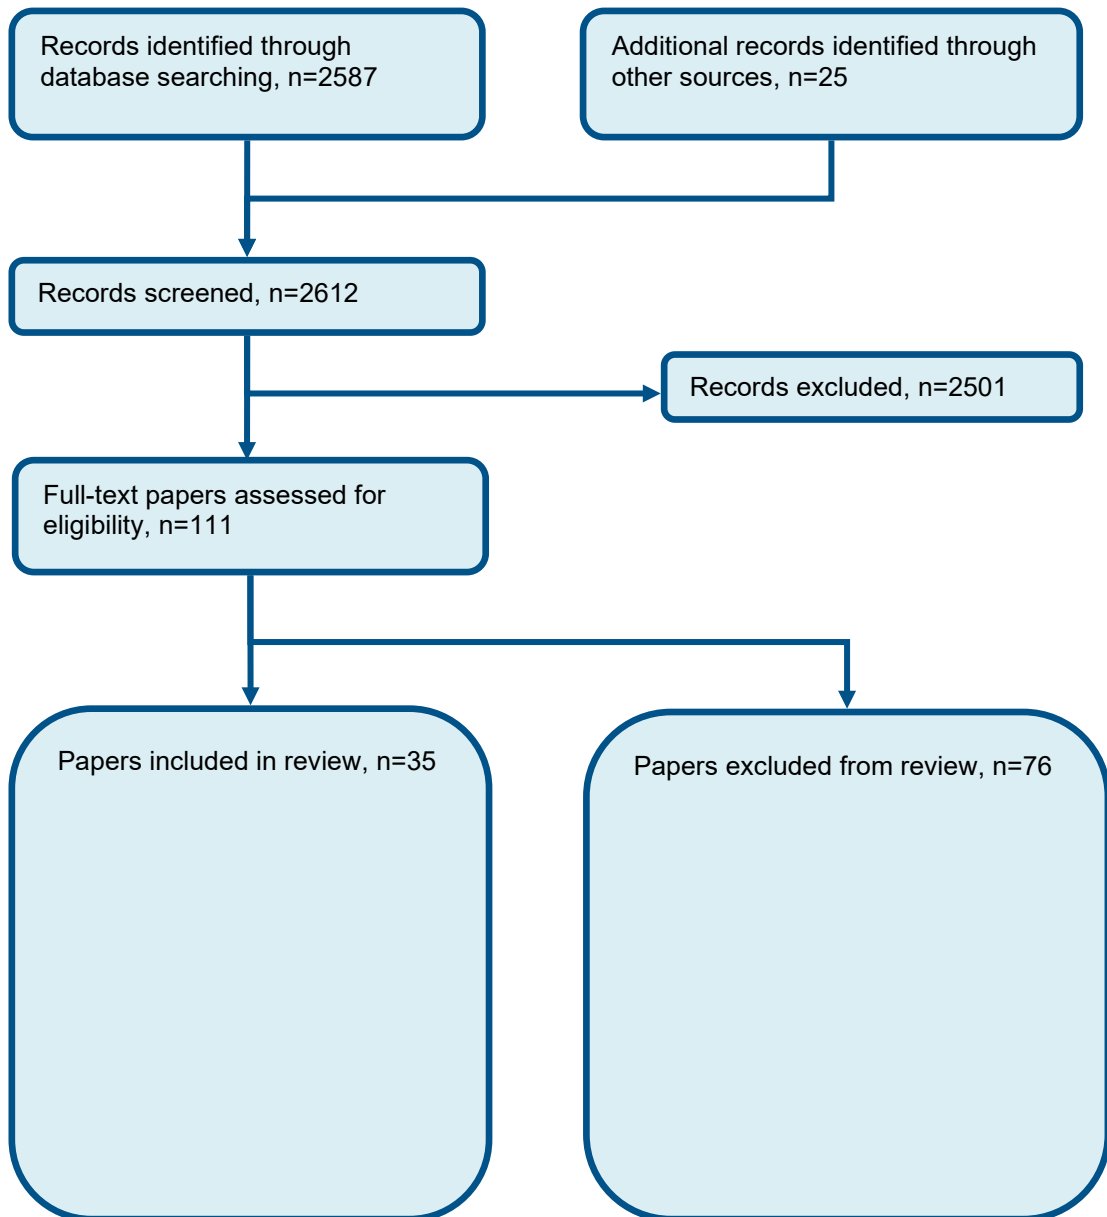 Records identified through
database searching, n=2587
Additional records identified through
other sources, n=25
Records screened, n=2612
Records excluded, n=2501
Full-text papers assessed for
eligibility, n=111
Papers included in review, n=35
Papers excluded from review, n=76